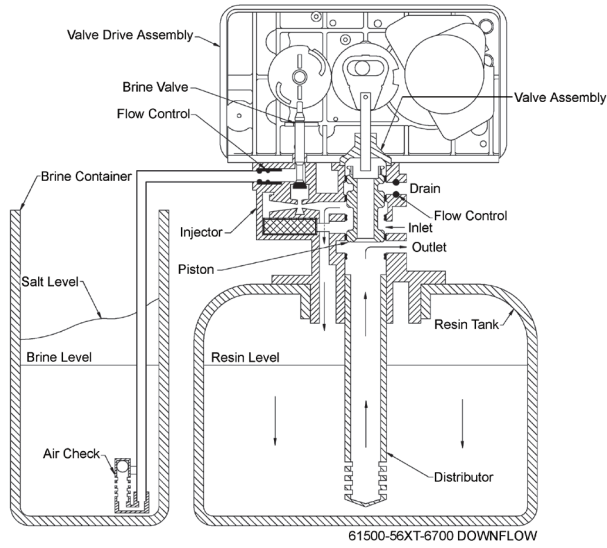 Valve Drive Assembly
Brine Valve
Valve Assembly
Flow Control
Brine Container
Drain
Flow Control
Injector
Inlet
Outlet
Piston
Salt Level
Resin Tank
Brine Level
Resin Level
Air Check
Distributor
61500-56XT-6700 DOWNFLOW